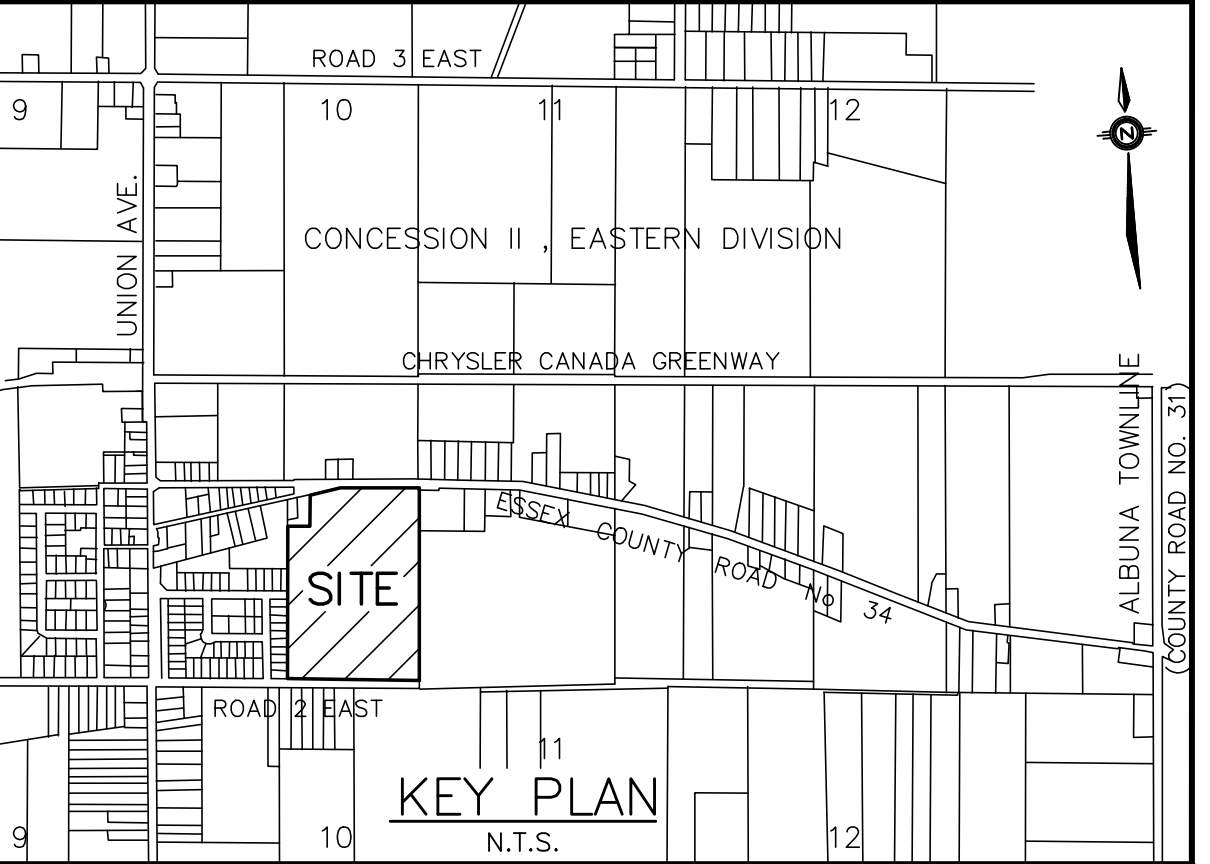 ROAD 3 EAST
9
10
11
12
N
UNION AVE.
CONCESSION II , EASTERN DIVISION
CHRYSLER CANADA GREENWAY
ALBUNA TOWNLINE
(COUNTY ROAD NO. 31)
ESSEX COUNTY ROAD No 34
SITE
ROAD 2 EAST
11
KEY PLAN
N.T.S.
9
10
12